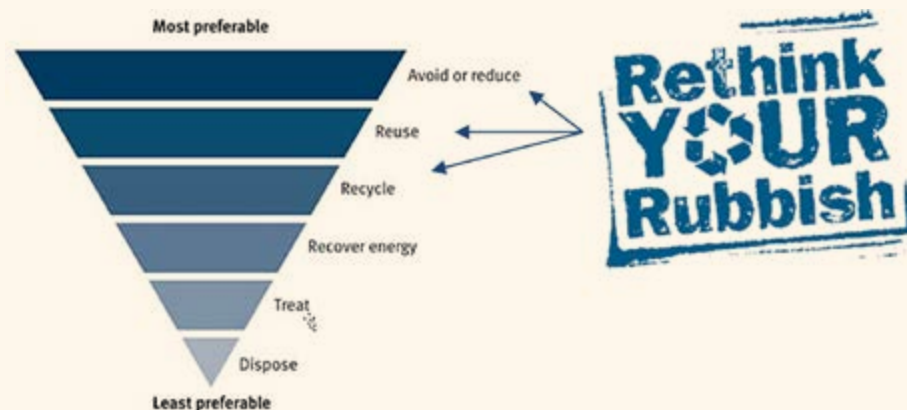 Most preferable
Avoid or reduce
Reuse
Recycle
Recover energy
Treat
Dispose
Least preferable
Rethink
YOUR
Rubbish